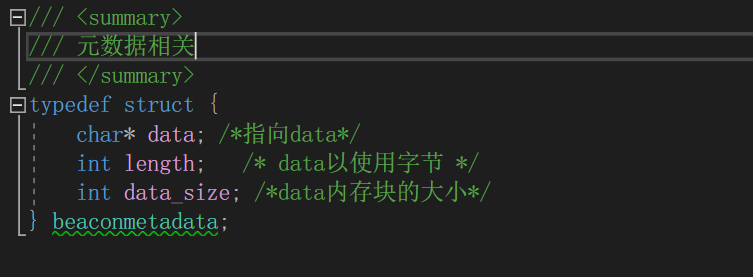 /// <summary>
/// 元数据相关
/// </summary>
typedef struct {
char* data; /*指向data*/
int length; /* data以使用字节 */
int data_size; /*data内存块的大小*/
} beaconmetadata;